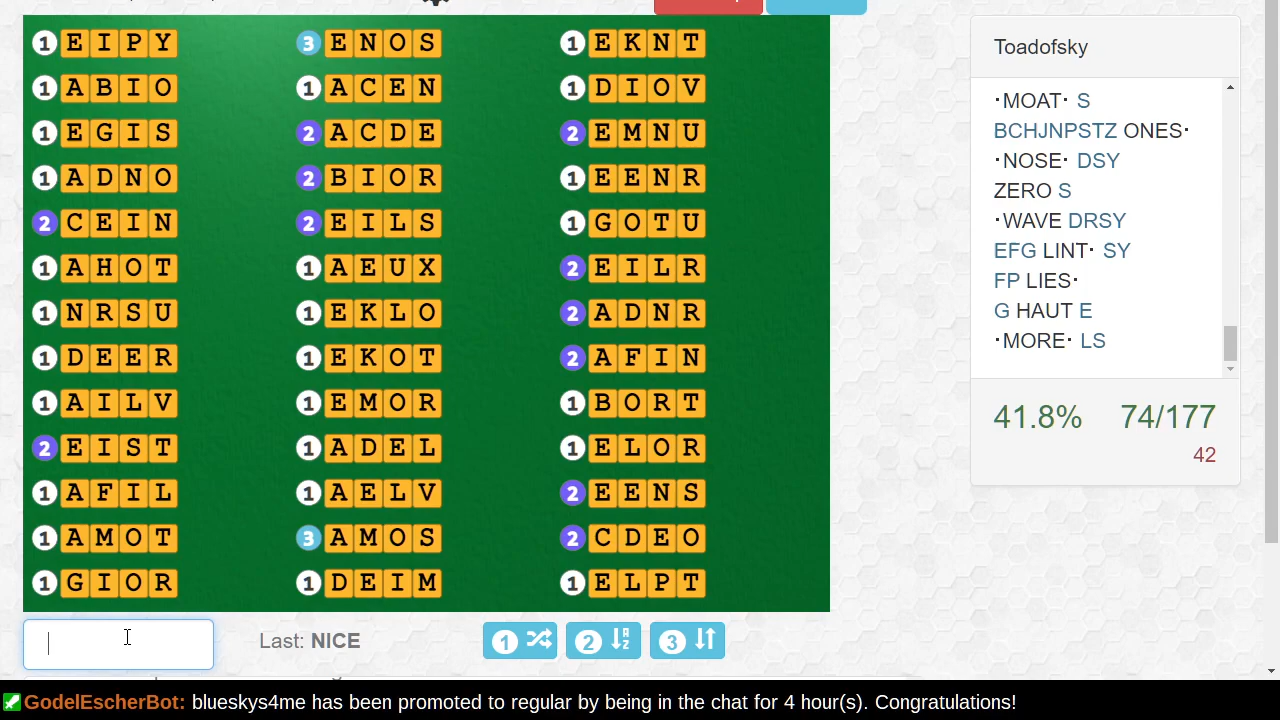 1 EIPY 3 ENOS 1 EKNT
1 ABIO 1 ACEN 1 DIOV
1 EGIS 2 ACDE 2 EMNU
1 ADNO 2 BIOR 1 EENR
2 CEIN 2 EILS 1 GOTU
1 AHOT 1 AEUX 2 EILR
1 NRSU 1 EKLO 2 ADNR
1 DEER 1 EKOT 2 AFIN
1 AILV 1 EMOR 1 BORT
2 EIST 1 ADEL 1 ELOR
1 AFIL 1 AELV 2 EENS
1 AMOT 3 AMOS 2 CDEO
1 GIOR 1 DEIM 1 ELPT
Last: NICE
1 2 3
Toadofsky
·MOAT· S
BCHJNPSTZ ONES·
·NOSE· DSY
ZERO S
·WAVE DRSY
EFG LINT· SY
FP LIES·
G HAUT E
·MORE· LS
41.8% 74/177
42
GodelEscherBot: blueskys4me has been promoted to regular by being in the chat for 4 hour(s). Congratulations!